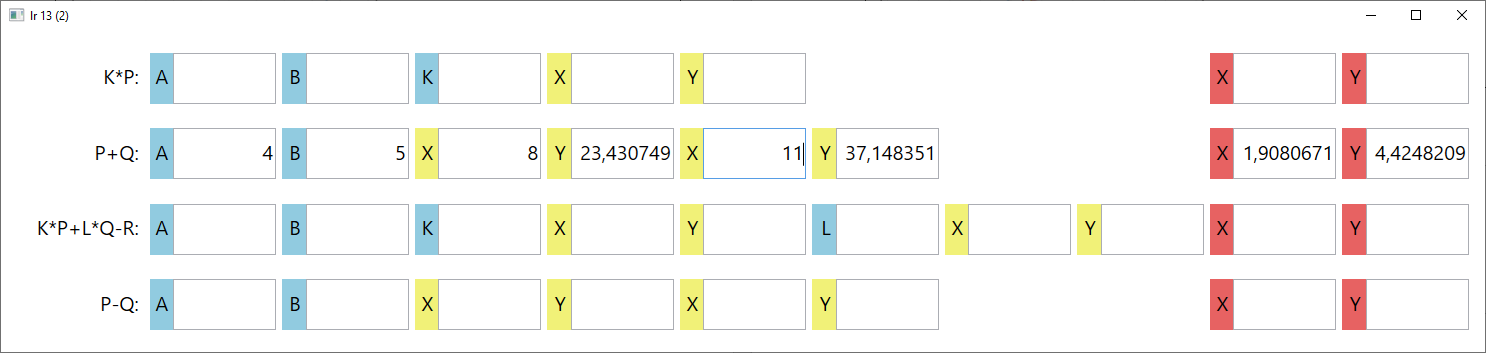 lr 13 (2)
K*P: A B K X Y X Y
P+Q: A 4 B 5 X 8 Y 23,430749 X 11 Y 37,148351 X 1,9080671 Y 4,4248209
K*P+L*Q-R: A B K X Y L X Y X Y
P-Q: A B X Y X Y X Y